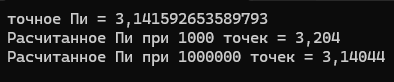 точное Пи = 3,141592653589793
Расчитанное Пи при 1000 точек = 3,204
Расчитанное Пи при 1000000 точек = 3,14044